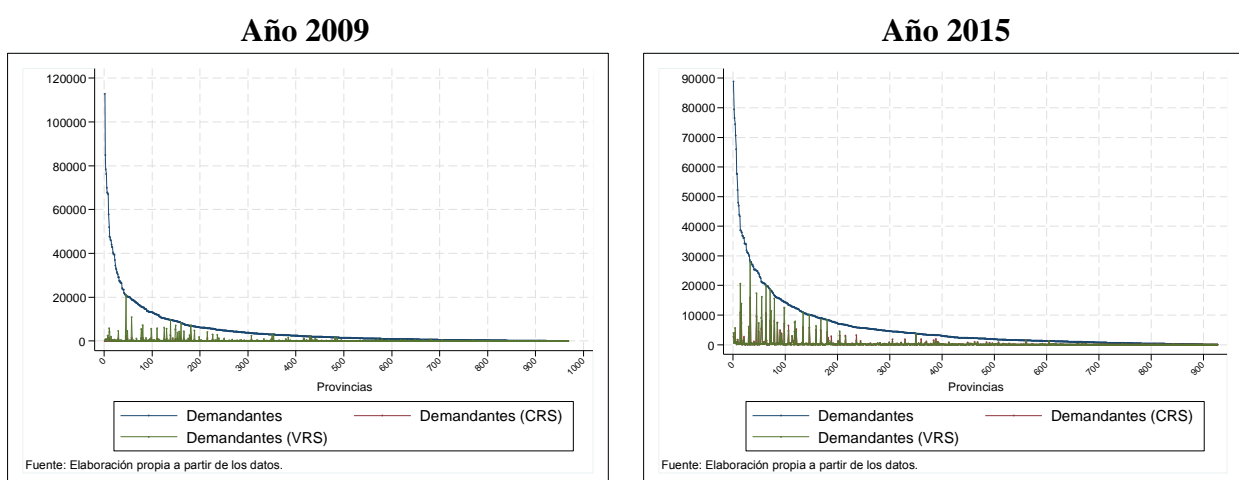 Año 2009
120000
100000
80000
60000
40000
20000
0
0 100 200 300 400 500 600 700 800 900 1000
Provincias
Demandantes Demandantes (CRS)
Demandantes (VRS)
Fuente: Elaboración propia a partir de los datos.
Año 2015
90000
80000
70000
60000
50000
40000
30000
20000
10000
0
0 100 200 300 400 500 600 700 800 900
Provincias
Demandantes Demandantes (CRS)
Demandantes (VRS)
Fuente: Elaboración propia a partir de los datos.